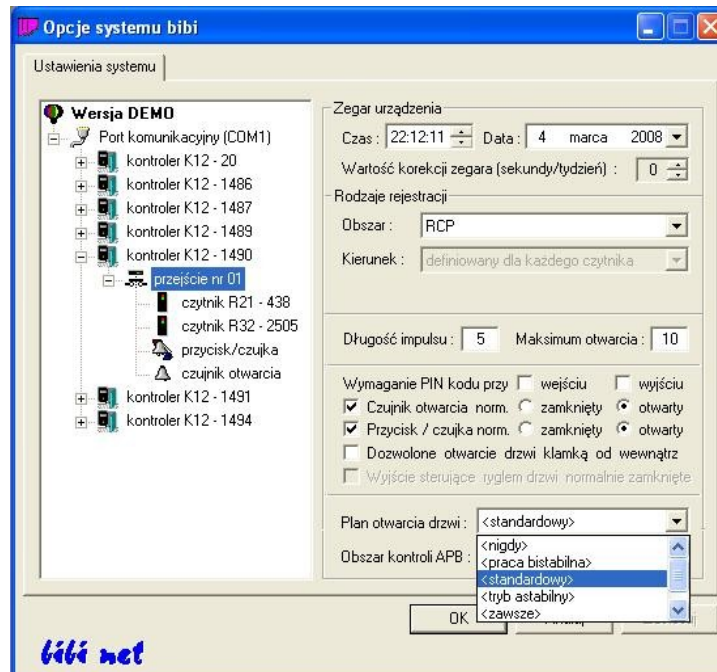 Opcje systemu bibi
Ustawienia systemu
Wersja DEMO
Port komunikacyjny (COM1)
kontroler K12 - 20
kontroler K12 - 1486
kontroler K12 - 1487
kontroler K12 - 1489
kontroler K12 - 1490
przejście nr 01
czytnik R21 - 438
czytnik R32 - 2505
przycisk/czujka
czujnik otwarcia
kontroler K12 - 1491
kontroler K12 - 1494
Zegar urządzenia
Czas : 22:12:11 Data : 4 marca 2008
Wartość korekcji zegara (sekundy/tydzień) : 0
Rodzaje rejestracji
Obszar : RCP
Kierunek : definiowany dla każdego czytnika
Długość impulsu : 5 Maksimum otwarcia : 10
Wymaganie PIN kodu przy wejściu wyjściu
Czujnik otwarcia norm. zamknięty otwarty
Przycisk / czujka norm. zamknięty otwarty
Dozwolone otwarcie drzwi klamką od wewnątrz
Wyjście sterujące ryglem drzwi normalnie zamknięte
Plan otwarcia drzwi : <standardowy>
Obszar kontroli APB :
<nigdy>
<praca bistabilna>
<standardowy>
<tryb astabilny>
<zawsze>
OK
bibi net